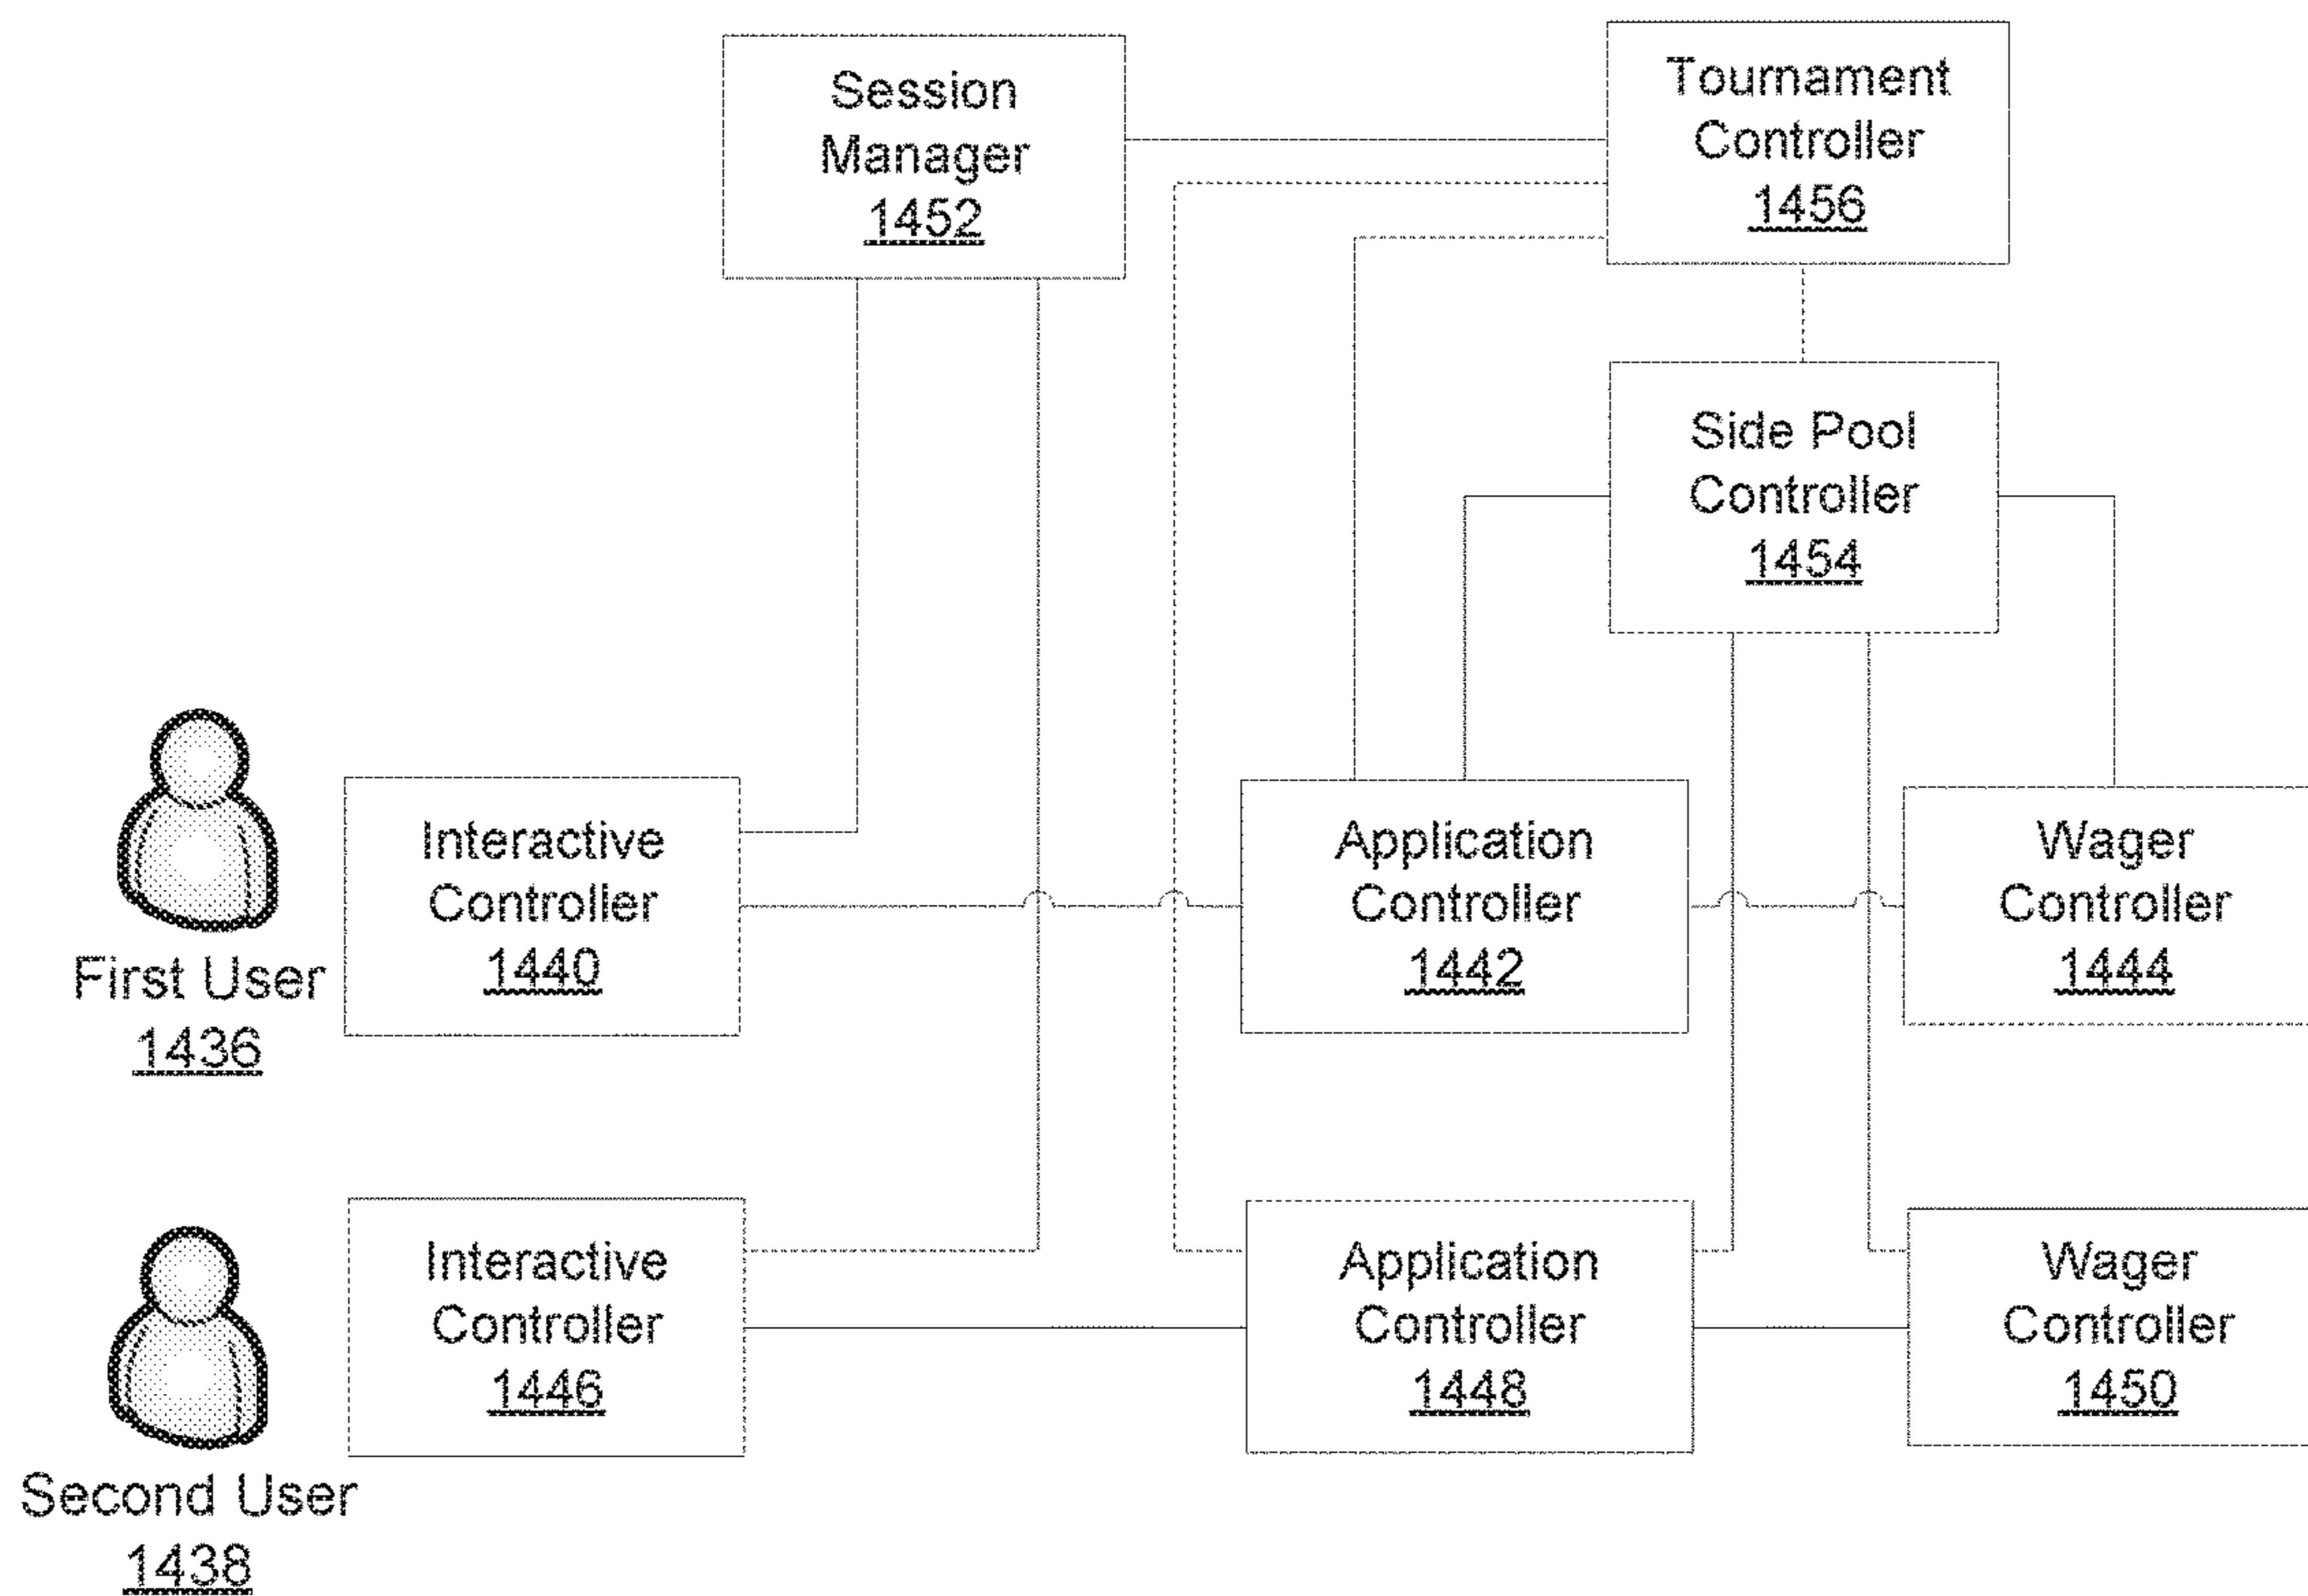 Session
Manager
1452
Tournament
Controller
1456
Side Pool
Controller
1454
First User
1436
Interactive
Controller
1440
Application
Controller
1442
Wager
Controller
1444
Second User
1438
Interactive
Controller
1446
Application
Controller
1448
Wager
Controller
1450